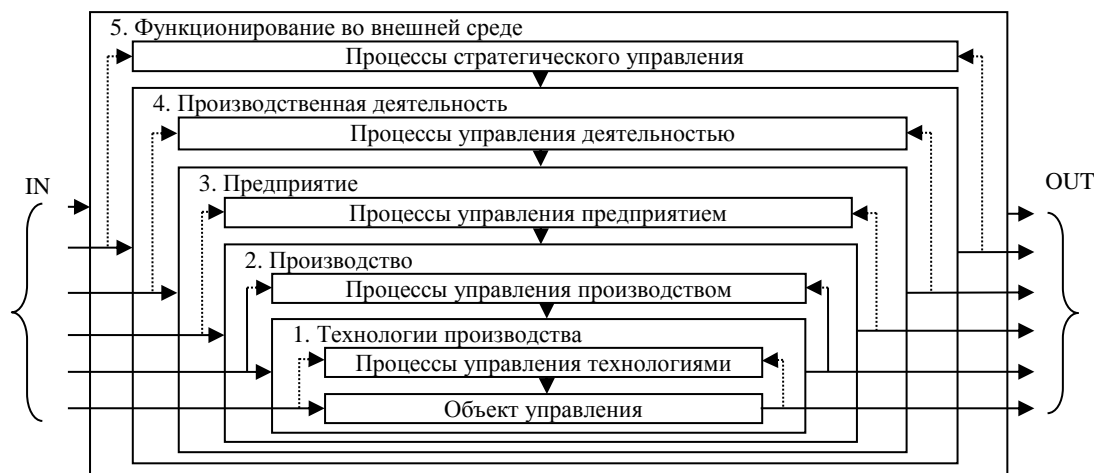 5. Функционирование во внешней среде
Процессы стратегического управления
4. Производственная деятельность
Процессы управления деятельностью
3. Предприятие
IN
OUT
Процессы управления предприятием
2. Производство
Процессы управления производством
1. Технологии производства
Процессы управления технологиями
Объект управления